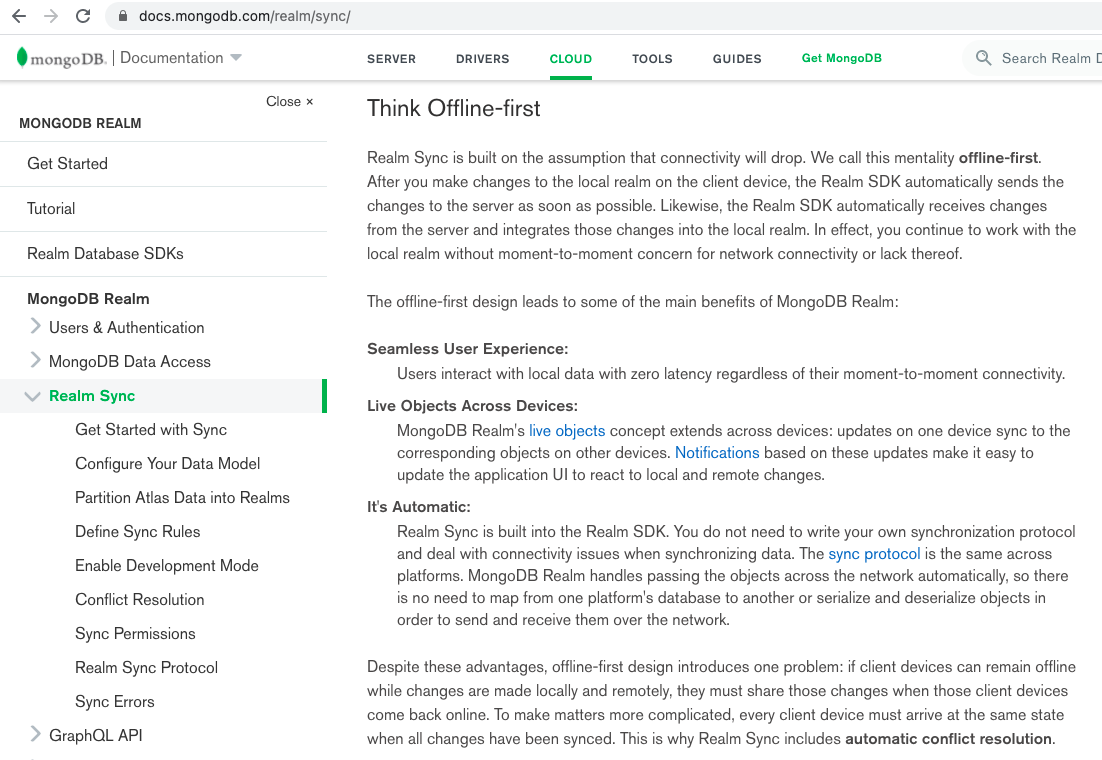 docs.mongodb.com/realm/sync/
mongoDB. | Documentation
SERVER DRIVERS CLOUD TOOLS GUIDES Get MongoDB Search Realm D
Close ×
MONGODB REALM
Get Started
Tutorial
Realm Database SDKs
MongoDB Realm
Users & Authentication
MongoDB Data Access
Realm Sync
Get Started with Sync
Configure Your Data Model
Partition Atlas Data into Realms
Define Sync Rules
Enable Development Mode
Conflict Resolution
Sync Permissions
Realm Sync Protocol
Sync Errors
GraphQL API
Think Offline-first
Realm Sync is built on the assumption that connectivity will drop. We call this mentality offline-first.
After you make changes to the local realm on the client device, the Realm SDK automatically sends the
changes to the server as soon as possible. Likewise, the Realm SDK automatically receives changes
from the server and integrates those changes into the local realm. In effect, you continue to work with the
local realm without moment-to-moment concern for network connectivity or lack thereof.
The offline-first design leads to some of the main benefits of MongoDB Realm:
Seamless User Experience:
Users interact with local data with zero latency regardless of their moment-to-moment connectivity.
Live Objects Across Devices:
MongoDB Realm's live objects concept extends across devices: updates on one device sync to the
corresponding objects on other devices. Notifications based on these updates make it easy to
update the application UI to react to local and remote changes.
It's Automatic:
Realm Sync is built into the Realm SDK. You do not need to write your own synchronization protocol
and deal with connectivity issues when synchronizing data. The sync protocol is the same across
platforms. MongoDB Realm handles passing the objects across the network automatically, so there
is no need to map from one platform's database to another or serialize and deserialize objects in
order to send and receive them over the network.
Despite these advantages, offline-first design introduces one problem: if client devices can remain offline
while changes are made locally and remotely, they must share those changes when those client devices
come back online. To make matters more complicated, every client device must arrive at the same state
when all changes have been synced. This is why Realm Sync includes automatic conflict resolution.